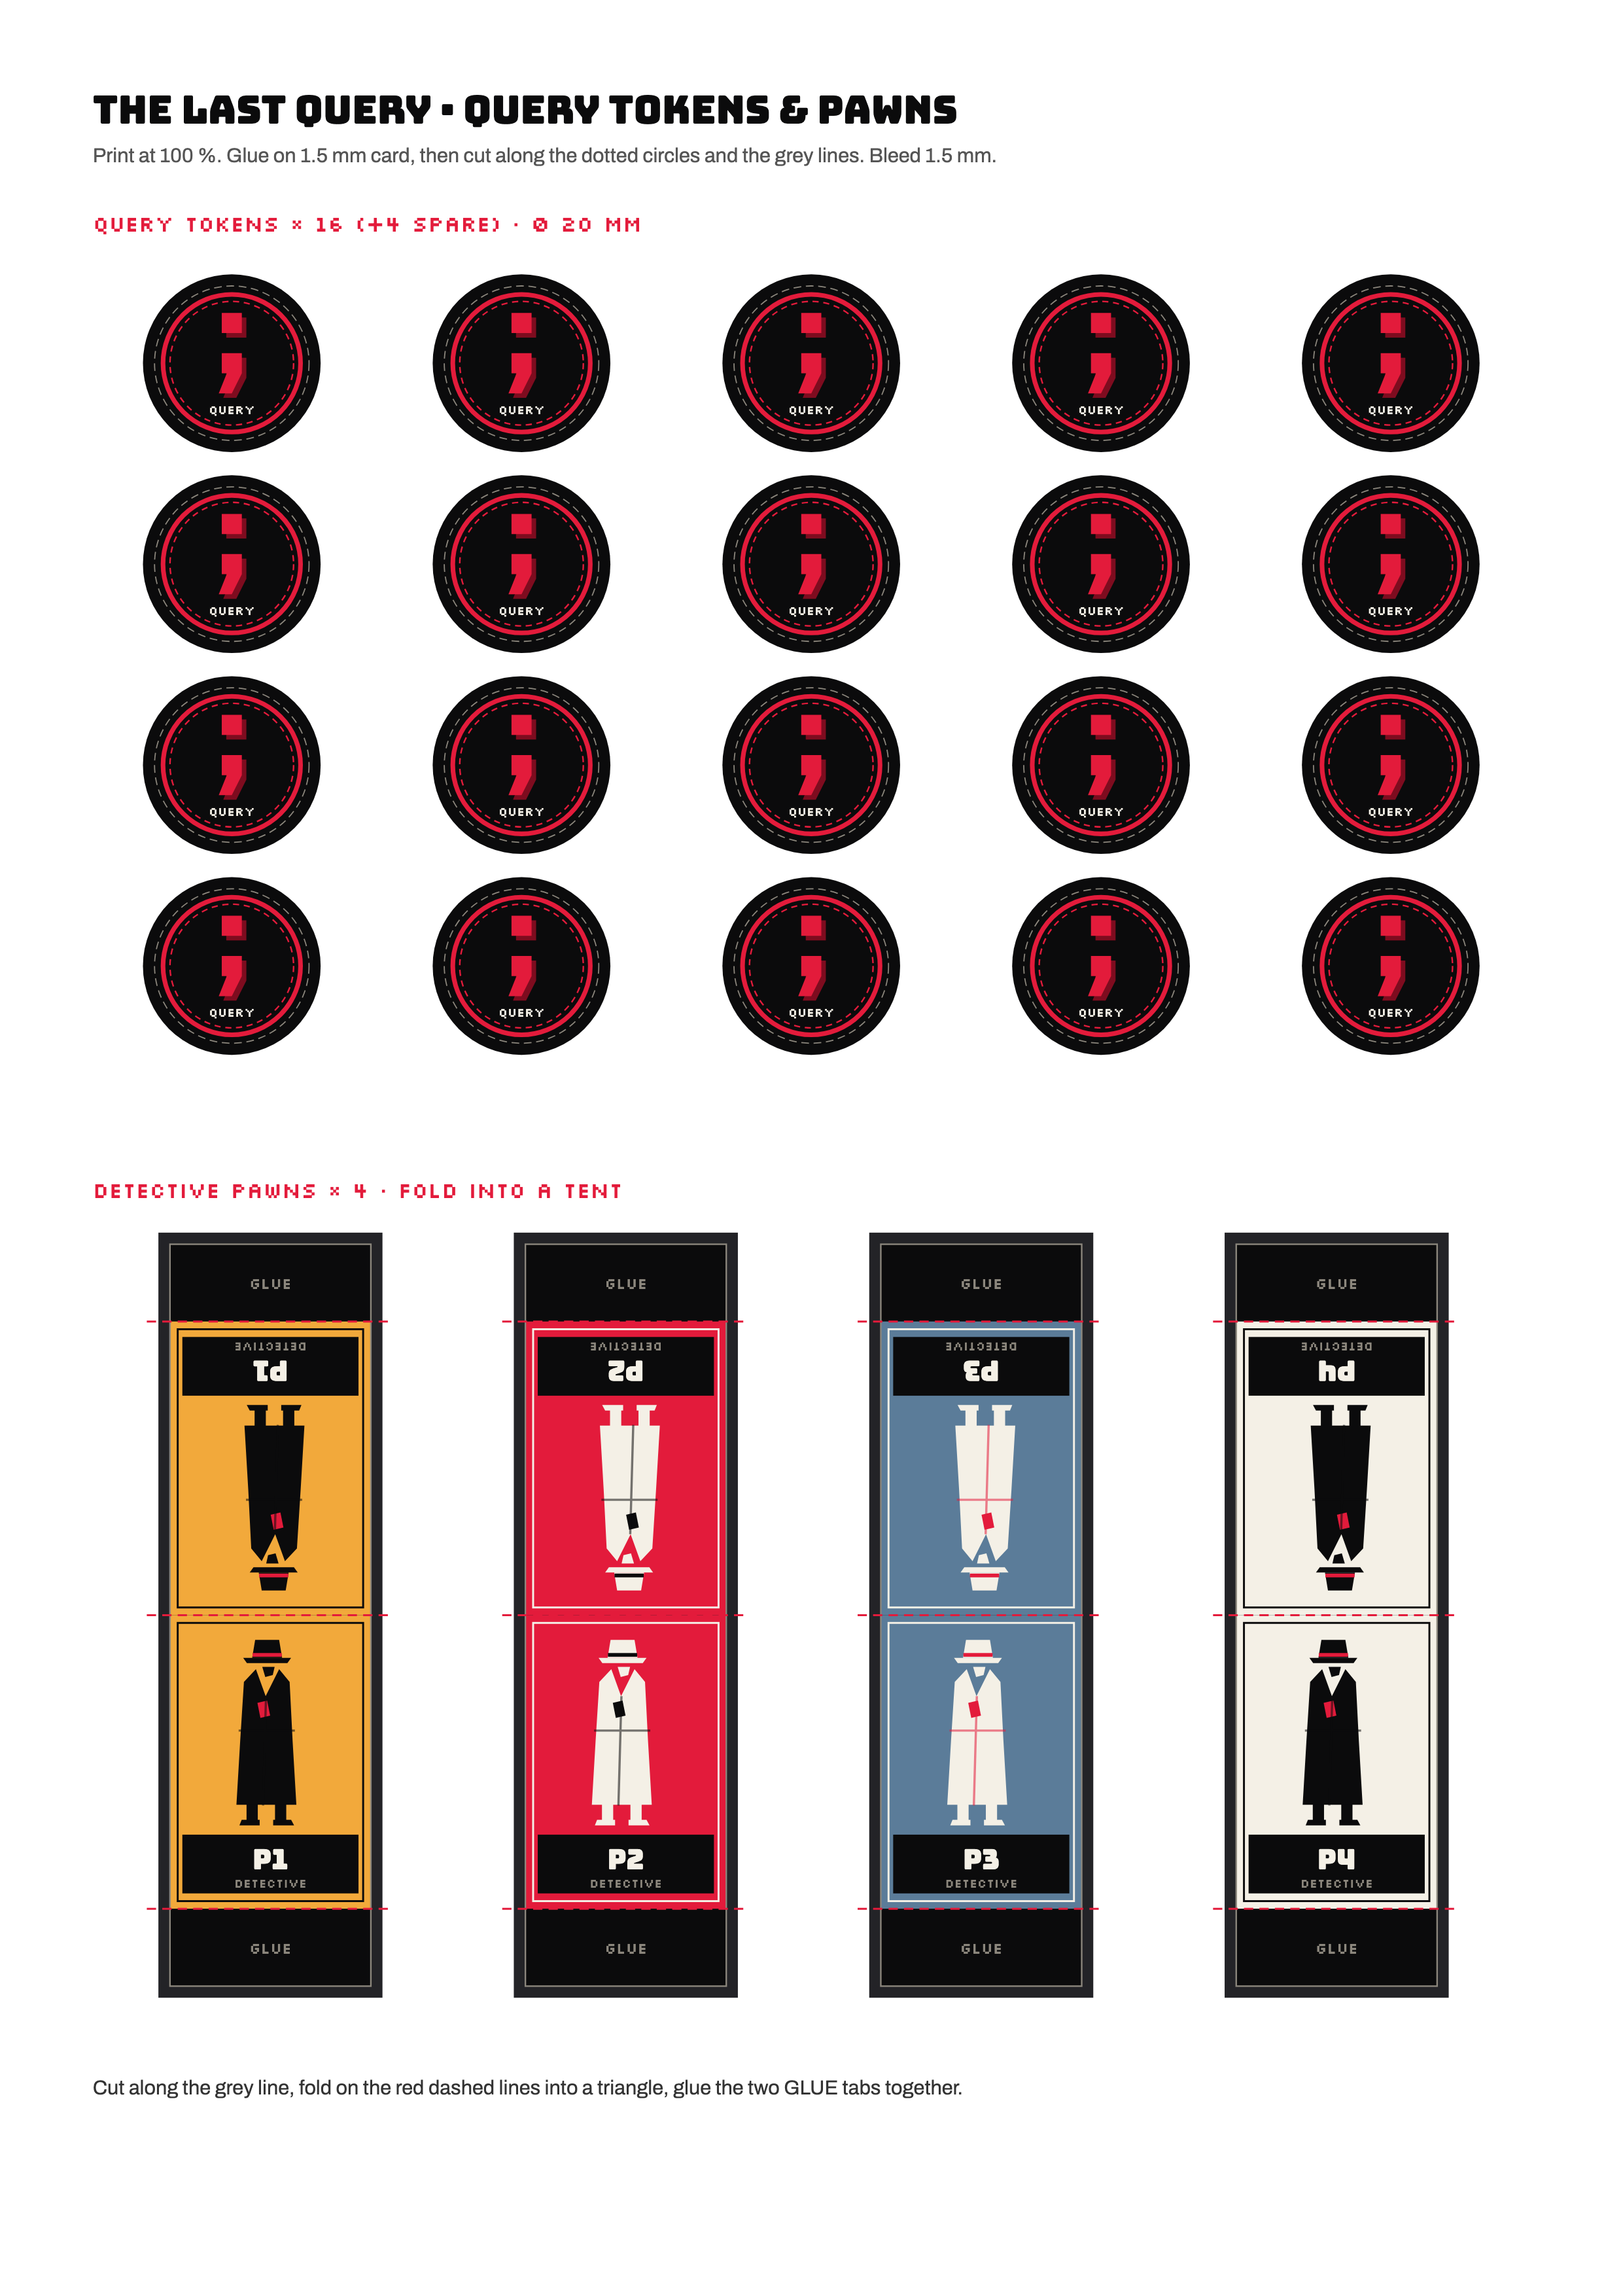 THE LAST QUERY · QUERY TOKENS & PAWNS
Print at 100 %. Glue on 1.5 mm card, then cut along the dotted circles and the grey lines. Bleed 1.5 mm.
QUERY TOKENS × 16 (+4 SPARE) · Ø 20 MM
; ; ; ; ;
QUERY QUERY QUERY QUERY QUERY
; ; ; ; ;
QUERY QUERY QUERY QUERY QUERY
; ; ; ; ;
QUERY QUERY QUERY QUERY QUERY
; ; ; ; ;
QUERY QUERY QUERY QUERY QUERY
DETECTIVE PAWNS × 4 · FOLD INTO A TENT
GLUE GLUE GLUE GLUE
DETECTIVE DETECTIVE DETECTIVE DETECTIVE
P1 P2 P3 P4
P1 P2 P3 P4
DETECTIVE DETECTIVE DETECTIVE DETECTIVE
GLUE GLUE GLUE GLUE
Cut along the grey line, fold on the red dashed lines into a triangle, glue the two GLUE tabs together.